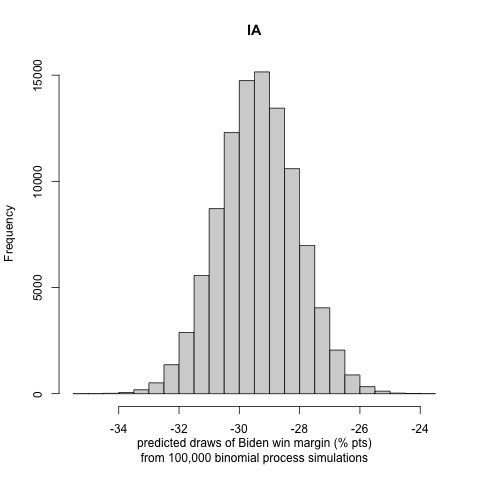 IA
Frequency
15000
10000
5000
0
-34 -32 -30 -28 -26 -24
predicted draws of Biden win margin (% pts)
from 100,000 binomial process simulations